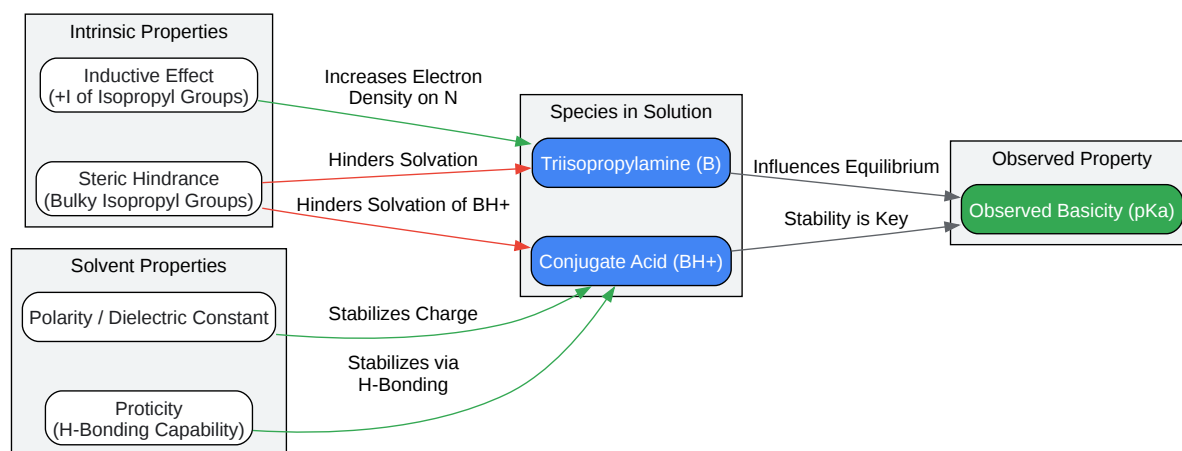 Intrinsic Properties
Inductive Effect
(+I of Isopropyl Groups)
Steric Hindrance
(Bulky Isopropyl Groups)
Solvent Properties
Polarity / Dielectric Constant
Proticity
(H-Bonding Capability)
Increases Electron
Density on N
Hinders Solvation
Hinders Solvation of BH+
Stabilizes Charge
Stabilizes via
H-Bonding
Species in Solution
Triisopropylamine (B)
Conjugate Acid (BH+)
Influences Equilibrium
Stability is Key
Observed Property
Observed Basicity (pKa)